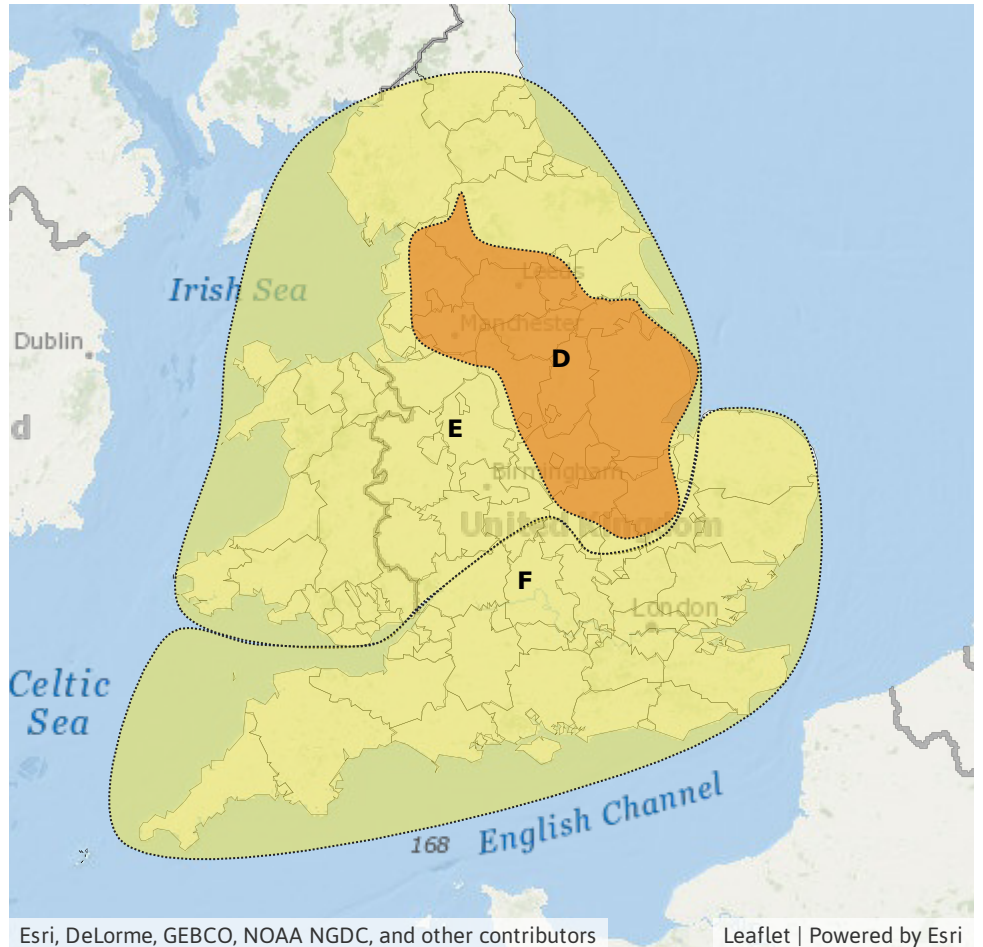 Irish Sea
Leeds
Manchester
Dublin
D
d
E
Birmingham
United Kingdom
F
London
Celtic
Sea
English Channel
168
Esri, DeLorme, GEBCO, NOAA NGDC, and other contributors
Leaflet | Powered by Esri